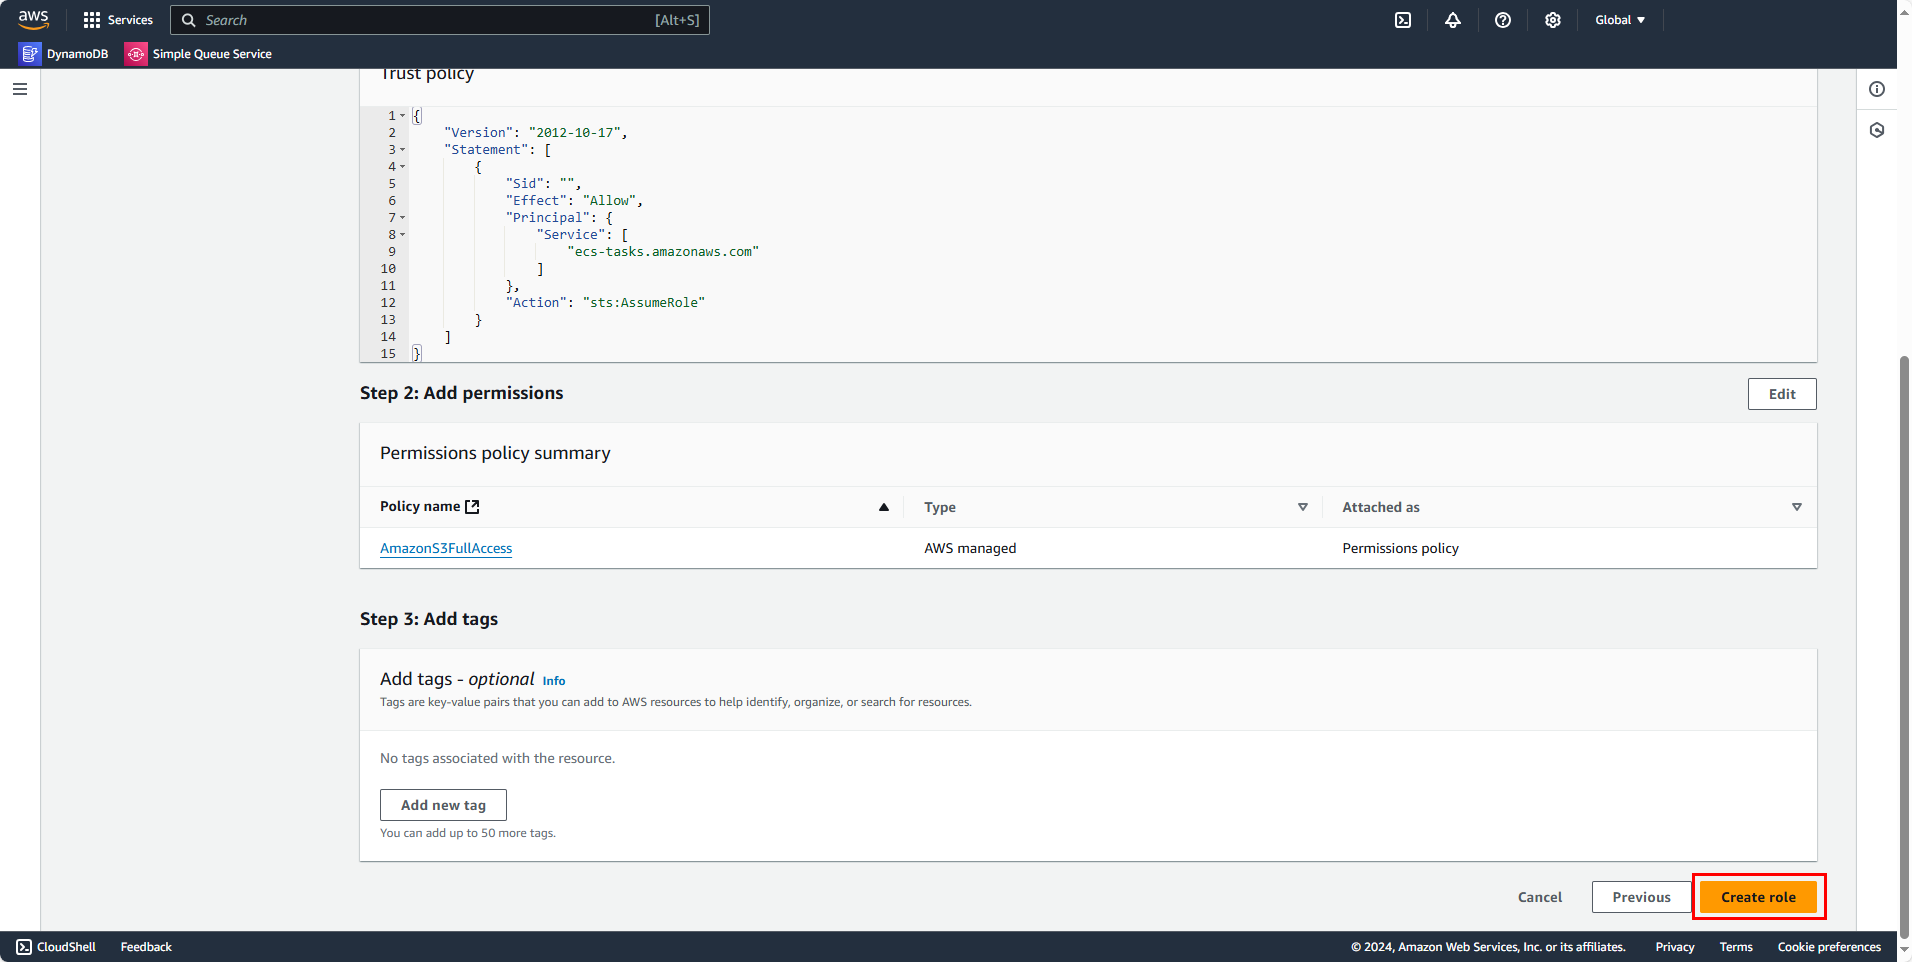 aws
Services
Search
[Alt+S]
Global
DynamoDB
Simple Queue Service
Trust policy
1 {
2 "Version": "2012-10-17",
3 "Statement": [
4 {
5 "Sid": "",
6 "Effect": "Allow",
7 "Principal": {
8 "Service": [
9 "ecs-tasks.amazonaws.com"
10 ]
11 },
12 "Action": "sts:AssumeRole"
13 }
14 ]
15 }
Step 2: Add permissions
Edit
Permissions policy summary
Policy name
Type
Attached as
AmazonS3FullAccess
AWS managed
Permissions policy
Step 3: Add tags
Add tags - optional Info
Tags are key-value pairs that you can add to AWS resources to help identify, organize, or search for resources.
No tags associated with the resource.
Add new tag
You can add up to 50 more tags.
Cancel
Previous
Create role
CloudShell
Feedback
© 2024, Amazon Web Services, Inc. or its affiliates.
Privacy
Terms
Cookie preferences